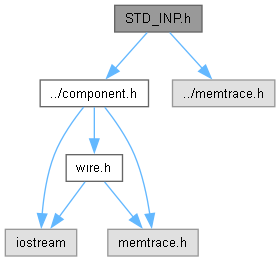 STD_INP.h
../component.h
../memtrace.h
wire.h
iostream
memtrace.h